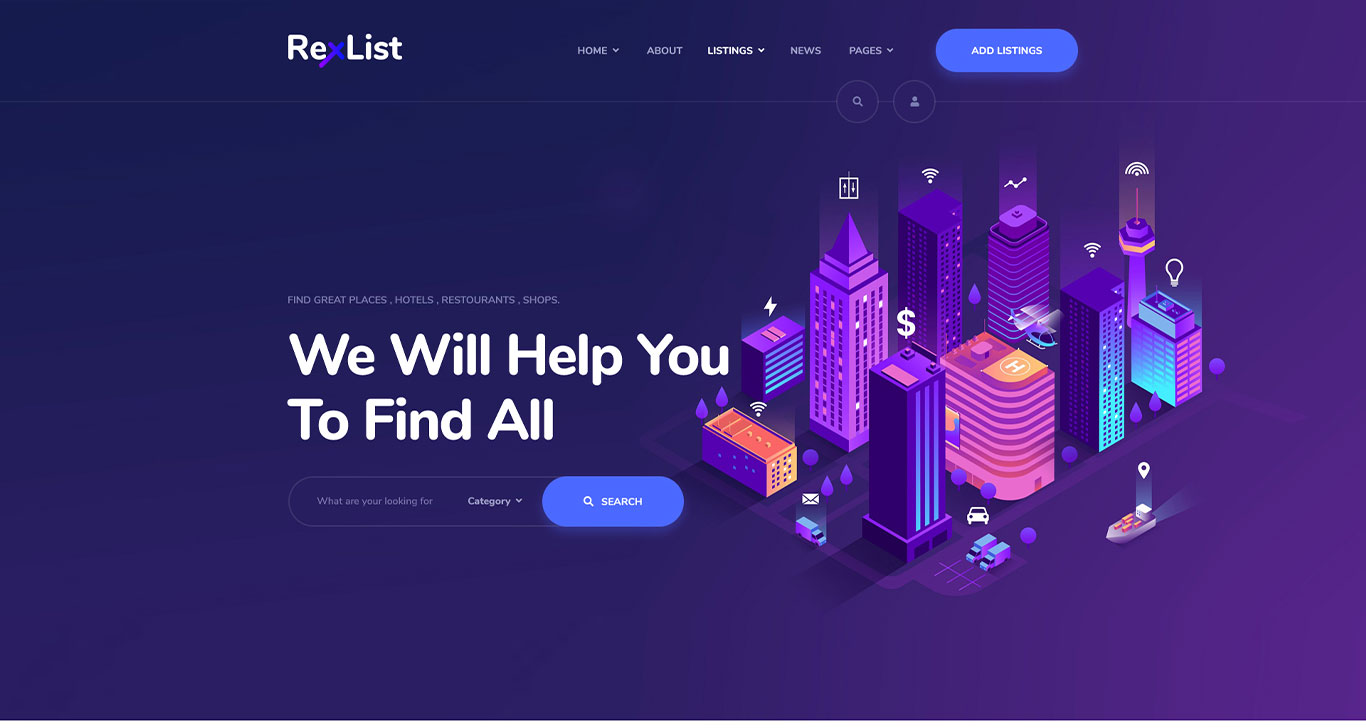 RexList
HOME ABOUT LISTINGS NEWS PAGES ADD LISTINGS
FIND GREAT PLACES , HOTELS , RESTOURANTS , SHOPS.
We Will Help You
To Find All
What are your looking for Category SEARCH
$
H